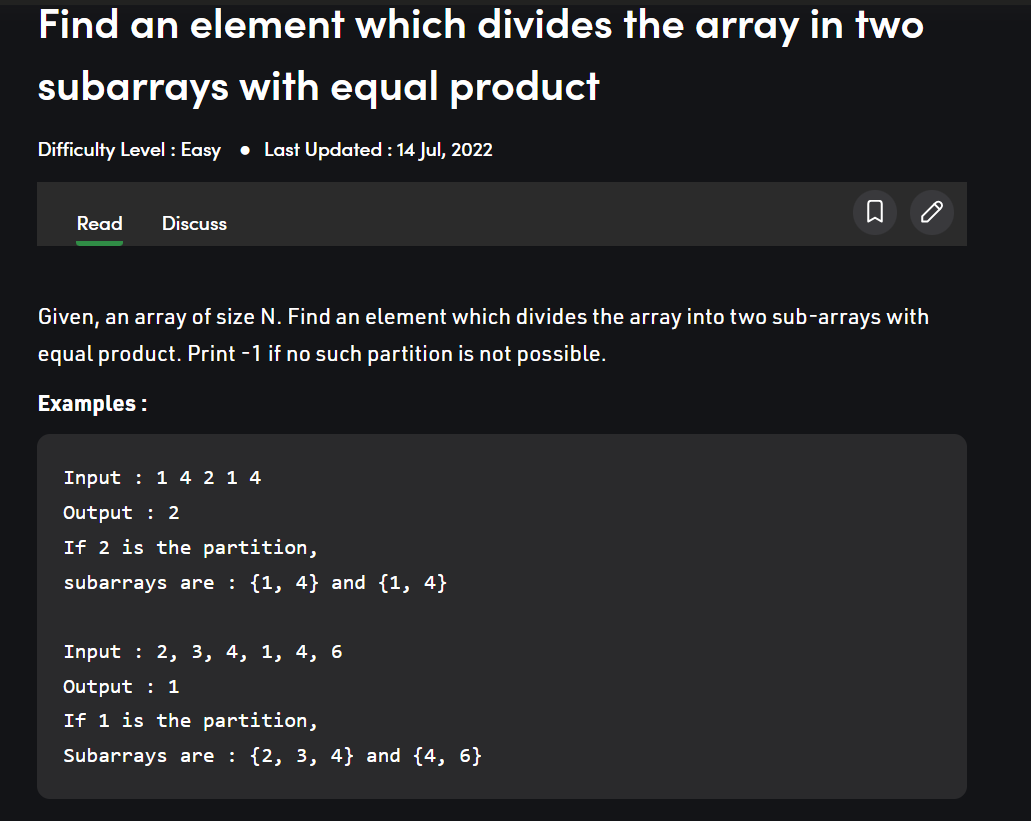 Find an element which divides the array in two
subarrays with equal product
Difficulty Level : Easy ● Last Updated : 14 Jul, 2022
Read Discuss
Given, an array of size N. Find an element which divides the array into two sub-arrays with
equal product. Print -1 if no such partition is not possible.
Examples :
Input : 1 4 2 1 4
Output : 2
If 2 is the partition,
subarrays are : {1, 4} and {1, 4}
Input : 2, 3, 4, 1, 4, 6
Output : 1
If 1 is the partition,
Subarrays are : {2, 3, 4} and {4, 6}